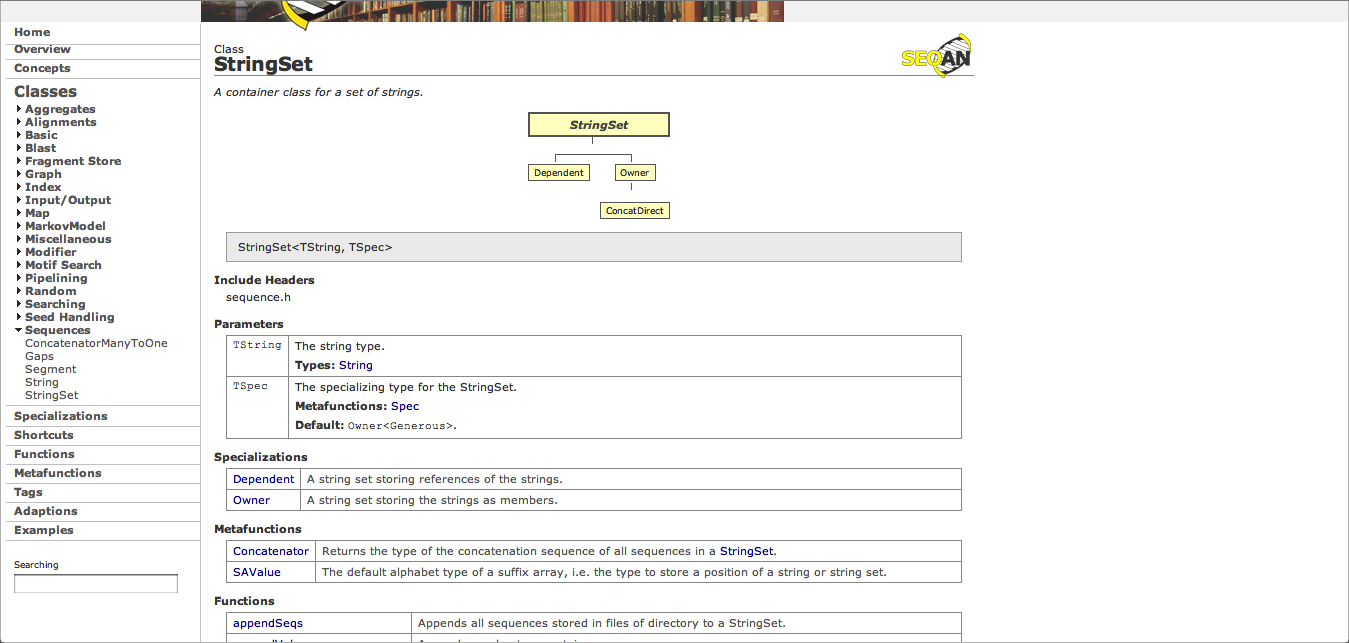 Home
Overview
Concepts
Classes
Aggregates
Alignments
Basic
Blast
Fragment Store
Graph
Index
Input/Output
Map
MarkovModel
Miscellaneous
Modifier
Motif Search
Pipelining
Random
Searching
Seed Handling
Sequences
ConcatenatorManyToOne
Gaps
Segment
String
StringSet
Specializations
Shortcuts
Functions
Metafunctions
Tags
Adaptions
Examples
Searching
Class
StringSet
SEQAN
A container class for a set of strings.
StringSet
Dependent Owner
ConcatDirect
StringSet<TString, TSpec>
Include Headers
sequence.h
Parameters
TString The string type.
Types: String
TSpec The specializing type for the StringSet.
Metafunctions: Spec
Default: Owner<Generous>.
Specializations
Dependent A string set storing references of the strings.
Owner A string set storing the strings as members.
Metafunctions
Concatenator Returns the type of the concatenation sequence of all sequences in a StringSet.
SAValue The default alphabet type of a suffix array, i.e. the type to store a position of a string or string set.
Functions
appendSeqs Appends all sequences stored in files of directory to a StringSet.